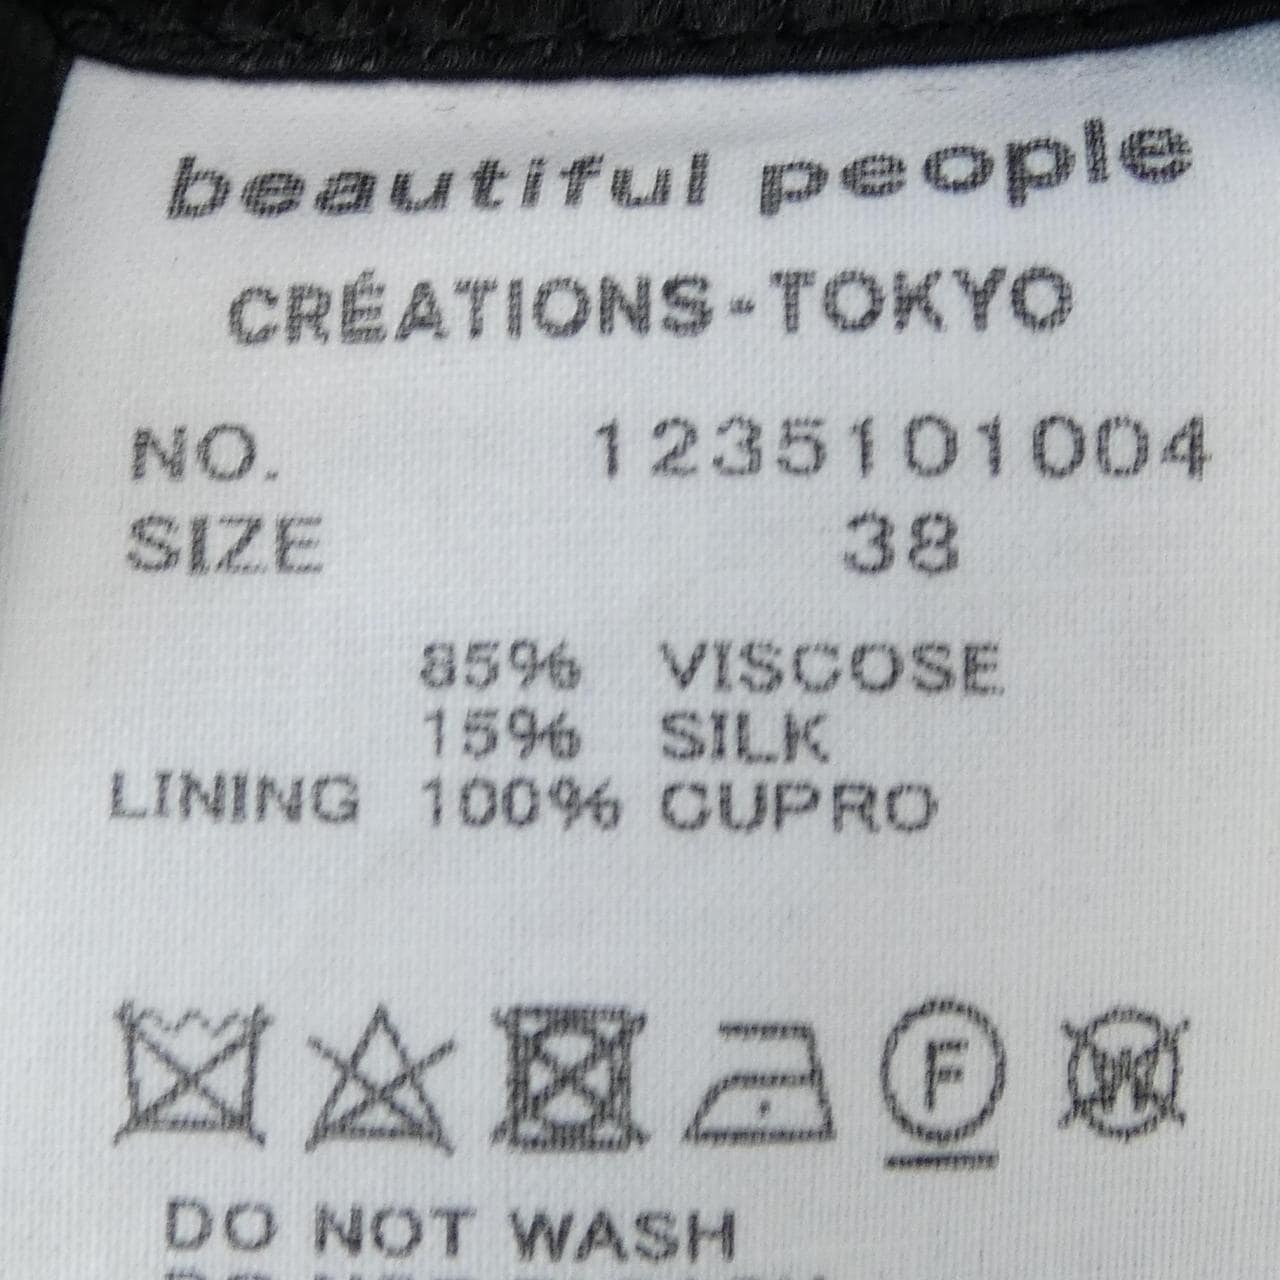 beautiful people
CRÉATIONS-TOKYO
NO. 1235101004
SIZE 38
85% VISCOSE
15% SILK
LINING 100% CUPRO
F W
DO NOT WASH